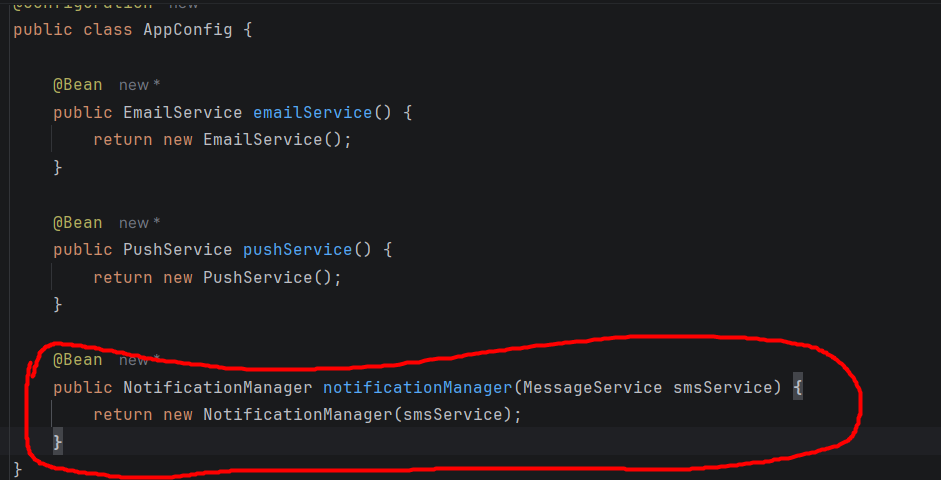 @Configuration new *
public class AppConfig {
@Bean new *
public EmailService emailService() {
return new EmailService();
}
@Bean new *
public PushService pushService() {
return new PushService();
}
@Bean new *
public NotificationManager notificationManager(MessageService smsService) {
return new NotificationManager(smsService);
}
}